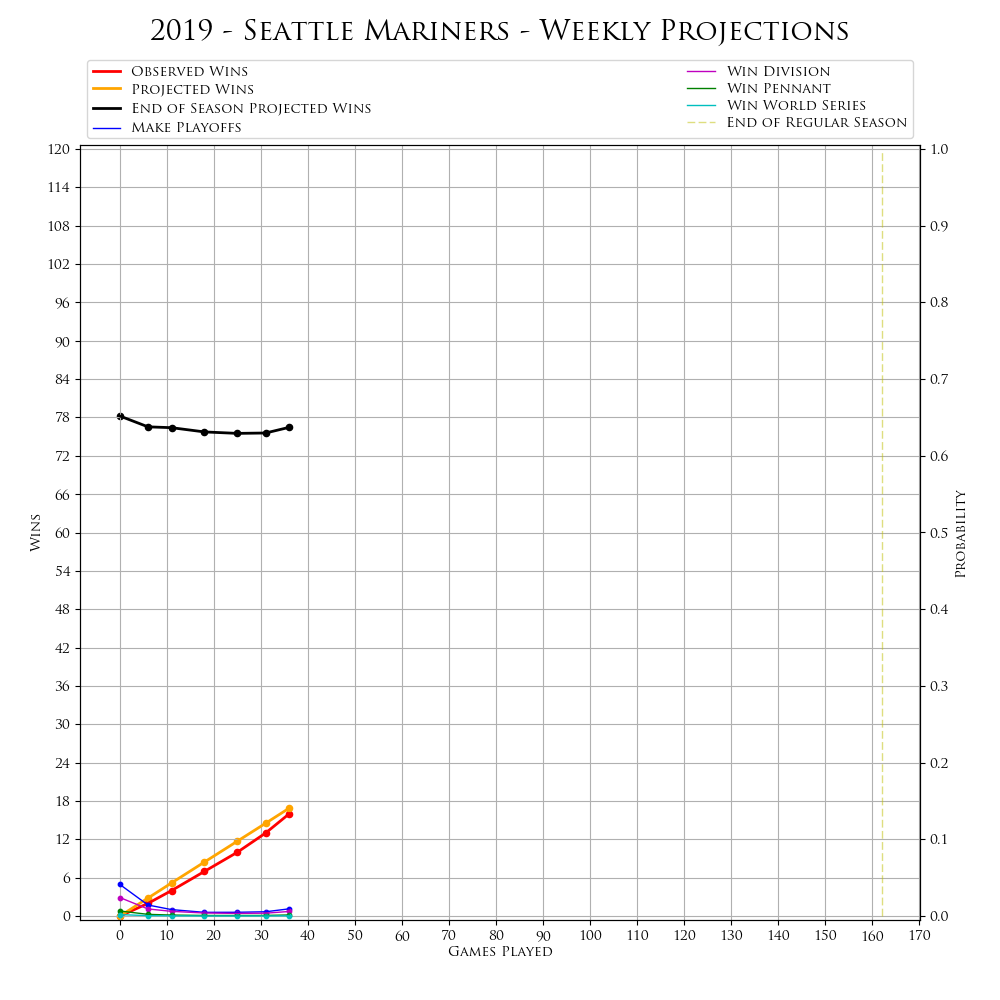 2019 - Seattle Mariners - Weekly Projections
Observed Wins
Projected Wins
End of Season Projected Wins
Make Playoffs
Win Division
Win Pennant
Win World Series
End of Regular Season
120
114
108
102
96
90
84
78
72
66
60
54
48
42
36
30
24
18
12
6
0
Wins
1.0
0.9
0.8
0.7
0.6
0.5
0.4
0.3
0.2
0.1
0.0
Probability
0 10 20 30 40 50 60 70 80 90 100 110 120 130 140 150 160 170
Games Played